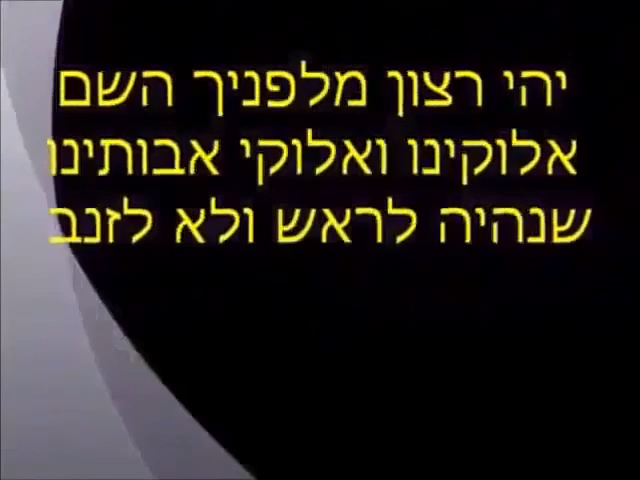 יהי רצון מלפניך השם
אלוקינו ואלוקי אבותינו
שנהיה לראש ולא לזנב